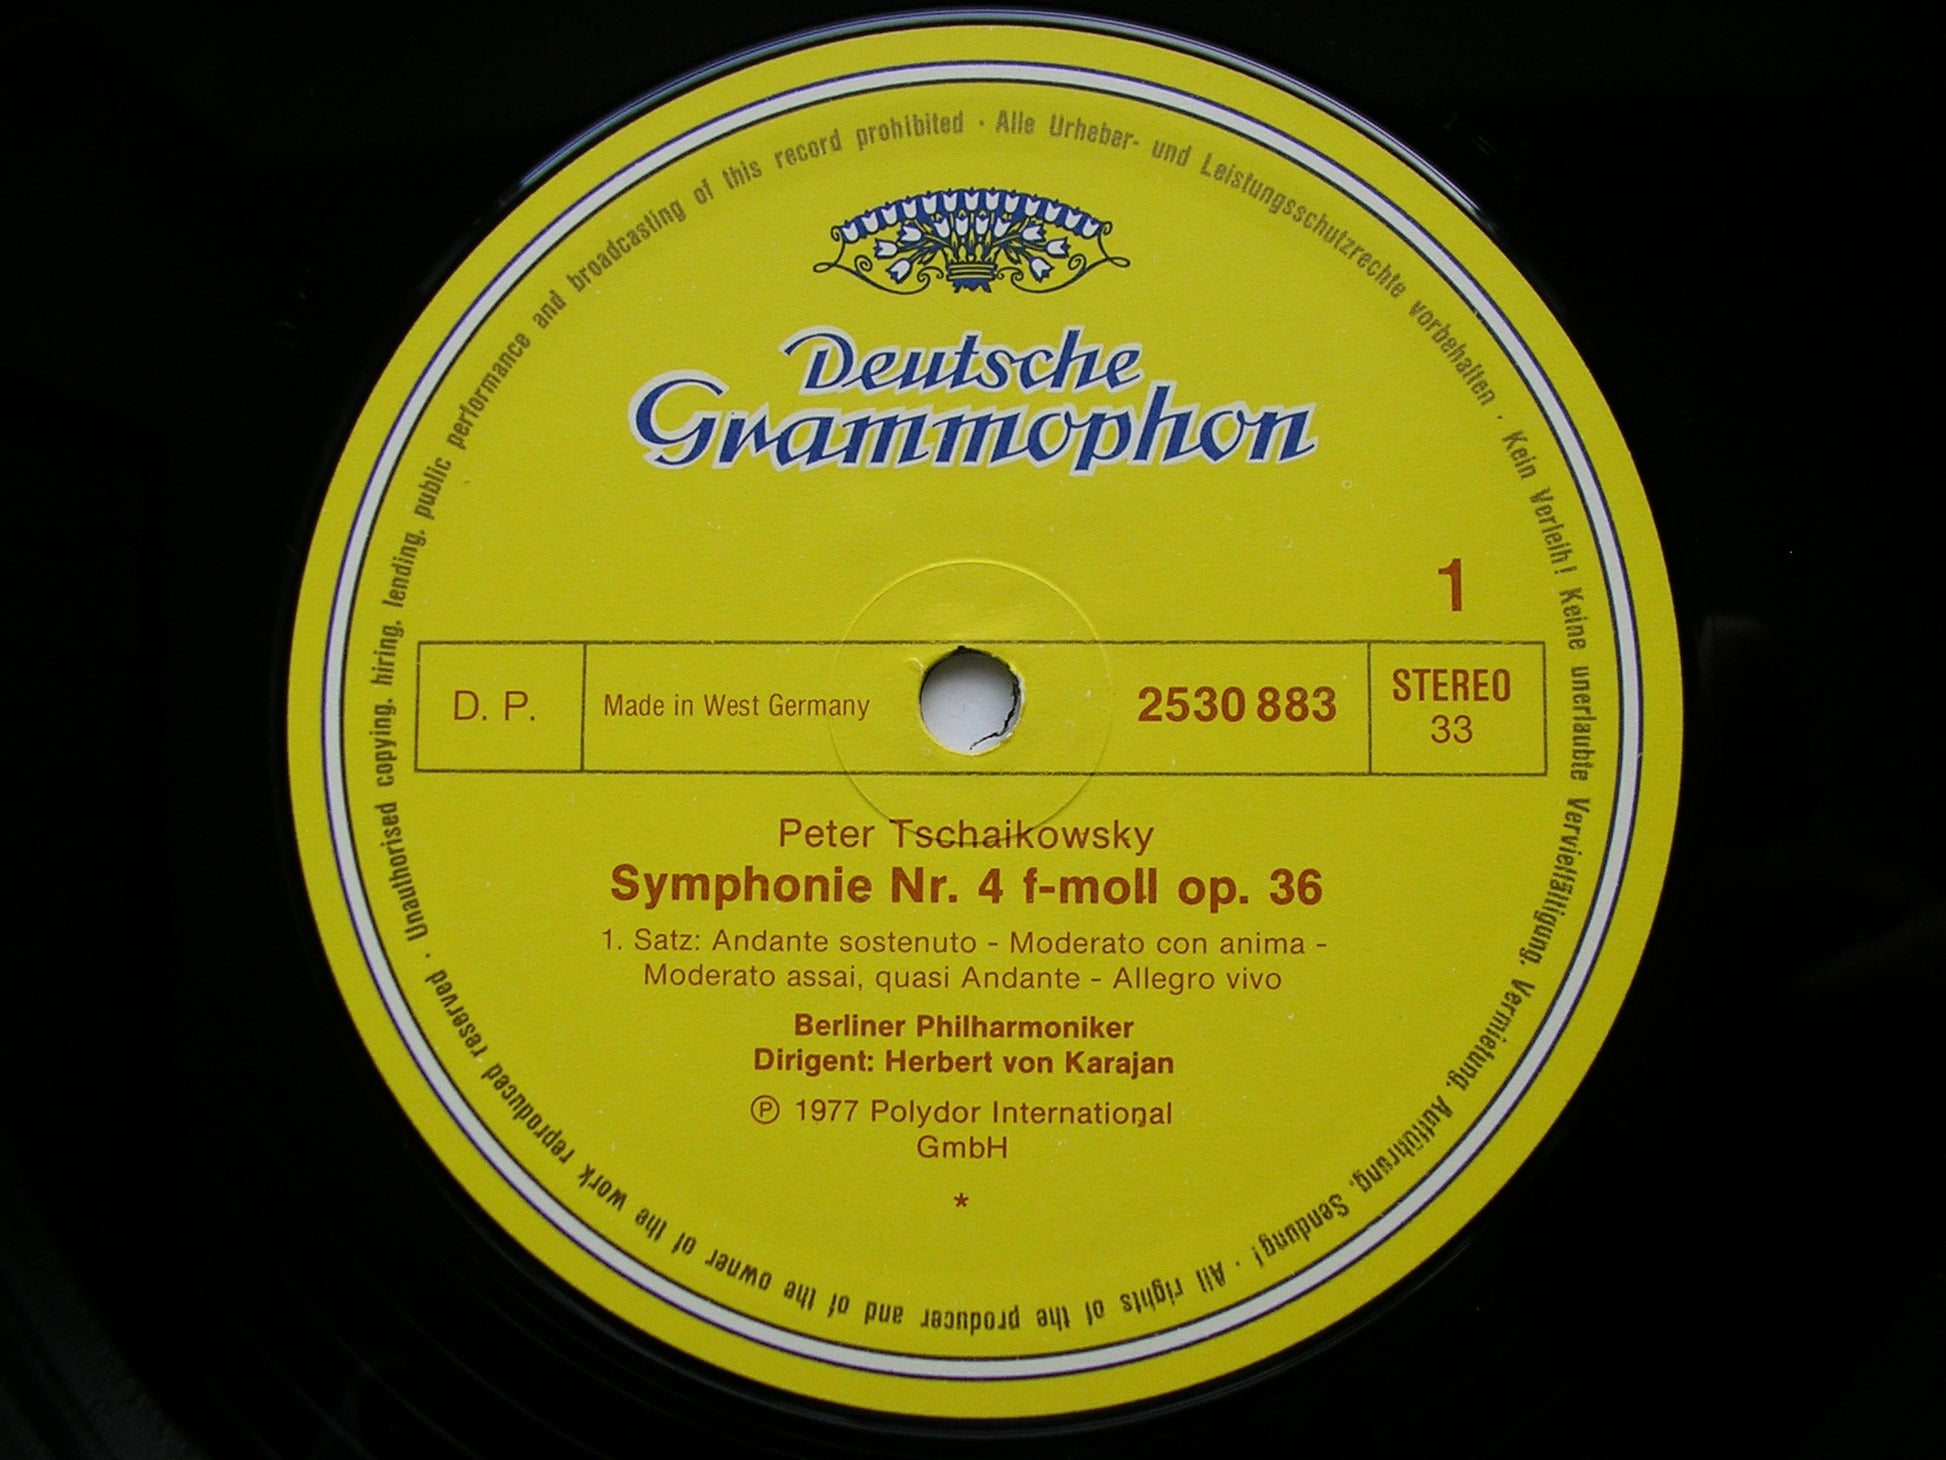 Deutsche
Grammophon
1
D. P.
Made in West Germany
2530 883
STEREO
33
Peter Tschaikowsky
Symphonie Nr. 4 f-moll op. 36
1. Satz: Andante sostenuto - Moderato con anima -
Moderato assai, quasi Andante - Allegro vivo
Berliner Philharmoniker
Dirigent: Herbert von Karajan
℗ 1977 Polydor International
GmbH
*
Alle Urheber- und Leistungsschutzrechte vorbehalten · Kein Verleih! Keine unerlaubte Vervielfältigung, Vermietung, Aufführung, Sendung! · All rights of the producer and of the owner of the work reproduced reserved · Unauthorised copying, hiring, lending, public performance and broadcasting of this record prohibited ·